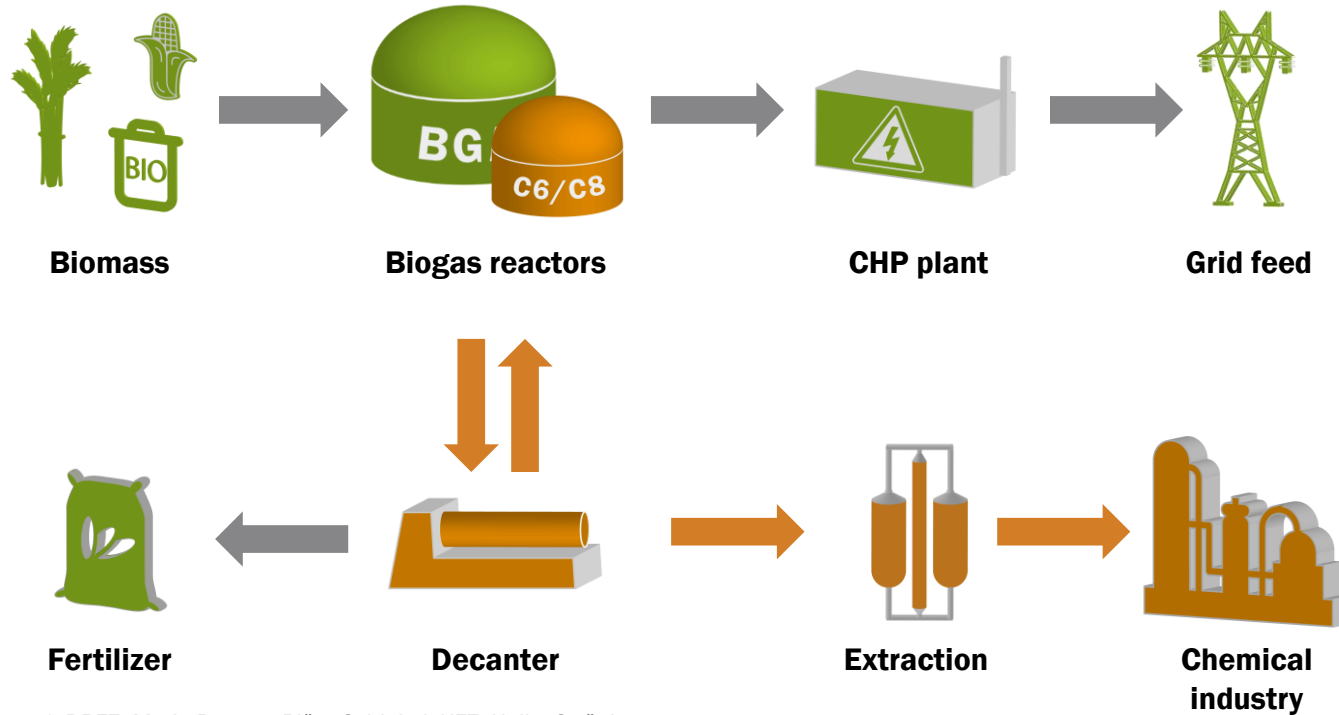 BIO
BG
C6/C8
Biomass
Biogas reactors
CHP plant
Grid feed
Fertilizer
Decanter
Extraction
Chemical
industry